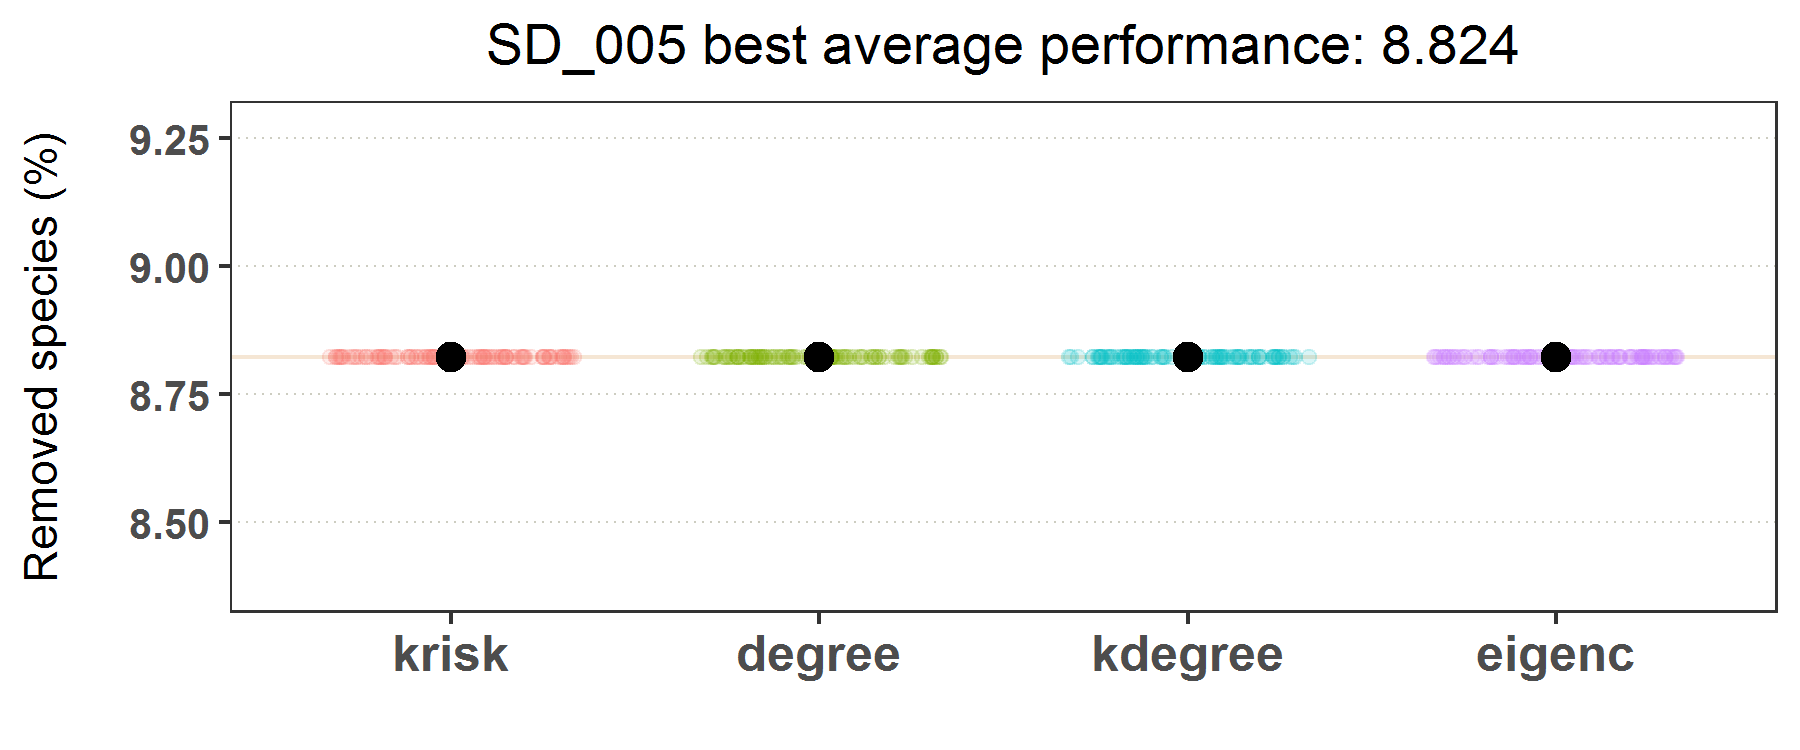 SD_005 best average performance: 8.824
Removed species (%)
9.25
9.00
8.75
8.50
krisk
degree
kdegree
eigenc